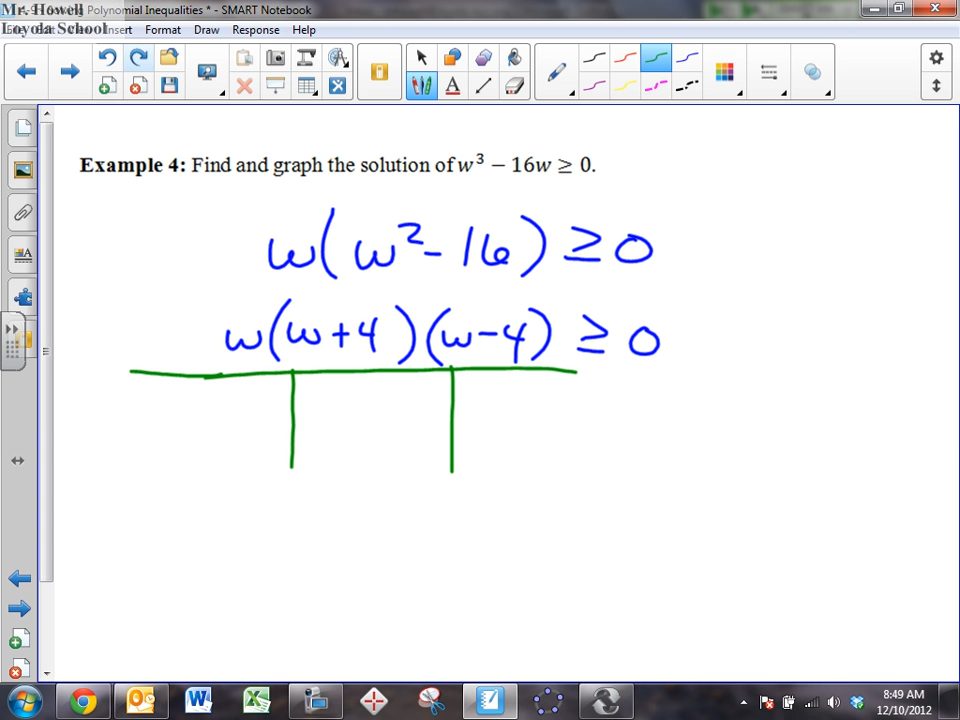 Mr. Howell
Polynomial Inequalities * - SMART Notebook
Loyola School
Insert Format Draw Response Help
Example 4: Find and graph the solution of w³ − 16w ≥ 0.
w(w²-16) ≥ 0
w(w+4)(w-4) ≥ 0
8:49 AM
12/10/2012